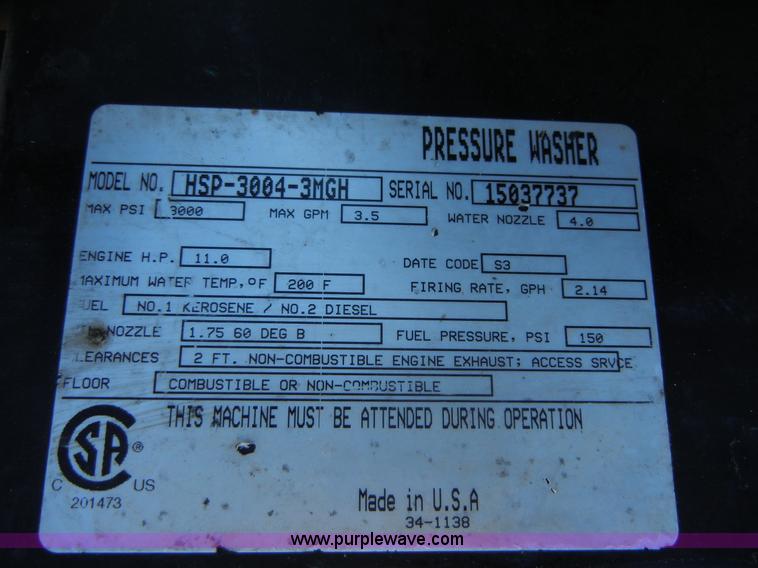 PRESSURE WASHER
MODEL NO. HSP-3004-3MGH SERIAL NO. 15037737
MAX PSI 3000 MAX GPM 3.5 WATER NOZZLE 4.0
ENGINE H.P. 11.0 DATE CODE S3
MAXIMUM WATER TEMP,°F 200 F FIRING RATE, GPH 2.14
FUEL NO.1 KEROSENE / NO.2 DIESEL
NOZZLE 1.75 60 DEG B FUEL PRESSURE, PSI 150
CLEARANCES 2 FT. NON-COMBUSTIBLE ENGINE EXHAUST; ACCESS SRVCE
FLOOR COMBUSTIBLE OR NON-COMBUSTIBLE
THIS MACHINE MUST BE ATTENDED DURING OPERATION
CSA ®
C US
201473
Made in U.S.A
34-1138
www.purplewave.com